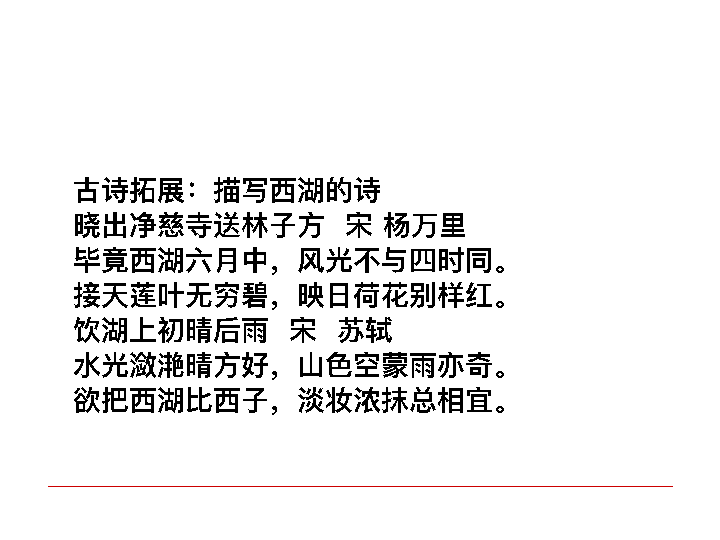 古诗拓展：描写西湖的诗
晓出净慈寺送林子方 宋 杨万里
毕竟西湖六月中，风光不与四时同。
接天莲叶无穷碧，映日荷花别样红。
饮湖上初晴后雨 宋 苏轼
水光潋滟晴方好，山色空蒙雨亦奇。
欲把西湖比西子，淡妆浓抹总相宜。